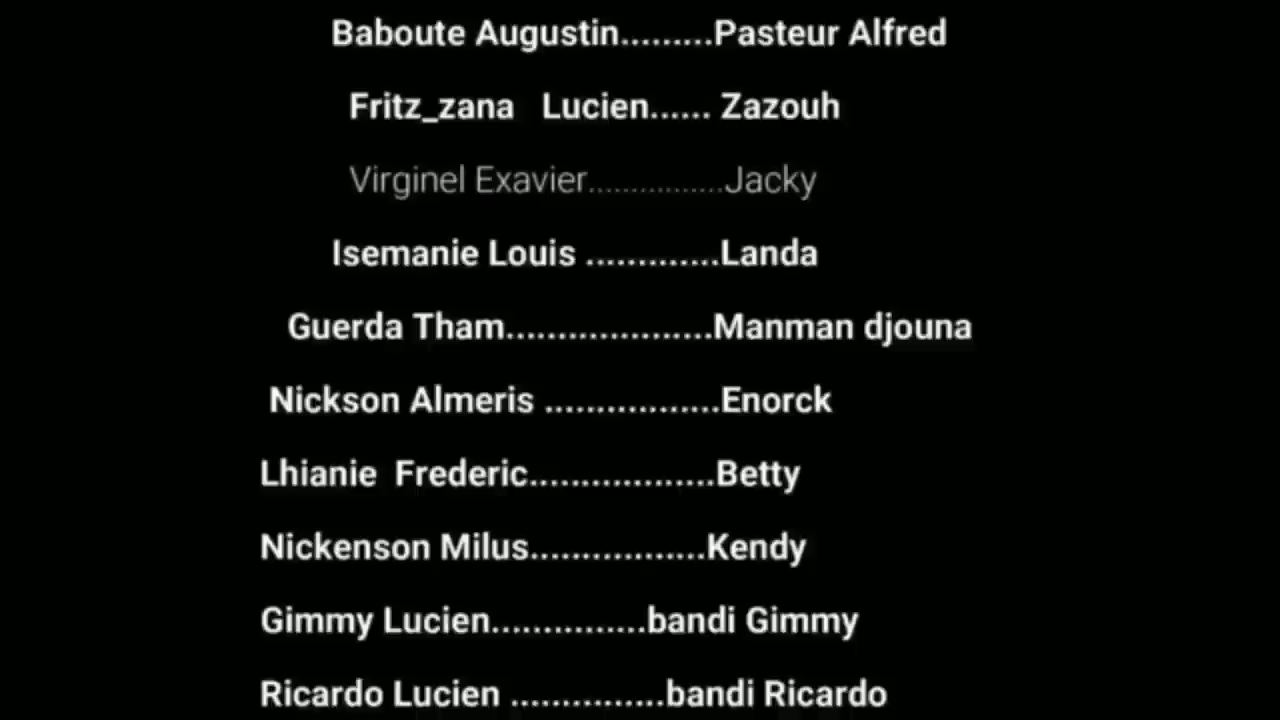 Baboute Augustin.........Pasteur Alfred
Fritz_zana Lucien...... Zazouh
Virginel Exavier................Jacky
Isemanie Louis .............Landa
Guerda Tham....................Manman djouna
Nickson Almeris .................Enorck
Lhianie Frederic..................Betty
Nickenson Milus.................Kendy
Gimmy Lucien...............bandi Gimmy
Ricardo Lucien ...............bandi Ricardo